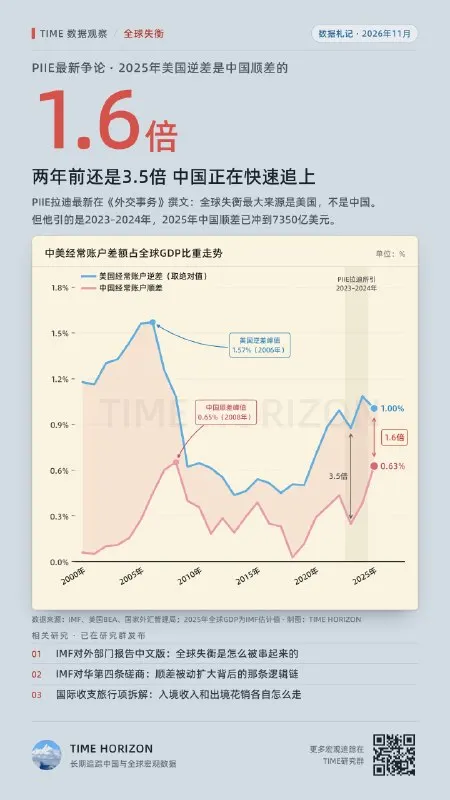 TIME 数据观察 / 全球失衡
数据札记 · 2026年11月
PIIE最新争论 · 2025年美国逆差是中国顺差的
1.6倍
两年前还是3.5倍 中国正在快速追上
PIIE拉迪最新在《外交事务》撰文：全球失衡最大来源是美国，不是中国。
但他引的是2023-2024年，2025年中国顺差已冲到7350亿美元。
中美经常账户差额占全球GDP比重走势
单位：%
美国经常账户逆差（取绝对值）
中国经常账户顺差
PIIE拉迪所引
2023-2024年
1.8%
1.5%
1.2%
0.9%
0.6%
0.3%
0.0%
美国逆差峰值
1.57%（2006年）
中国顺差峰值
0.65%（2008年）
TIME HORIZON
1.00%
1.6倍
0.63%
3.5倍
2000年
2005年
2010年
2015年
2020年
2025年
数据来源：IMF、美国BEA、国家外汇管理局；2025年全球GDP为IMF估计值 · 制图：TIME HORIZON
相关研究 · 已在研究群发布
01 IMF对外部门报告中文版：全球失衡是怎么被串起来的
02 IMF对华第四条磋商：顺差被动扩大背后的那条逻辑链
03 国际收支旅行项拆解：入境收入和出境花销各自怎么走
TIME HORIZON
长期追踪中国与全球宏观数据
更多宏观追踪在
TIME研究群